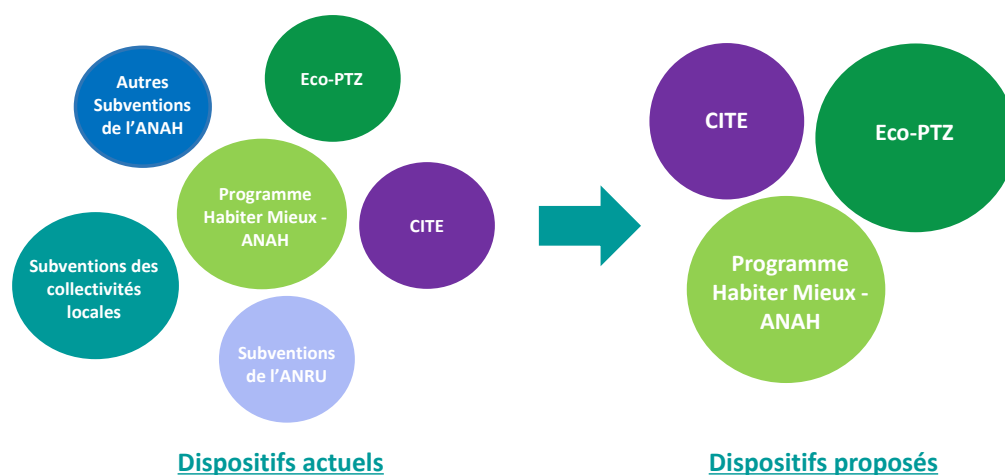 Autres
Subventions
de l’ANAH
Eco-PTZ
Programme
Habiter Mieux -
ANAH
CITE
Subventions des
collectivités
locales
Subventions
de l’ANRU
Dispositifs actuels
CITE
Eco-PTZ
Programme
Habiter Mieux -
ANAH
Dispositifs proposés